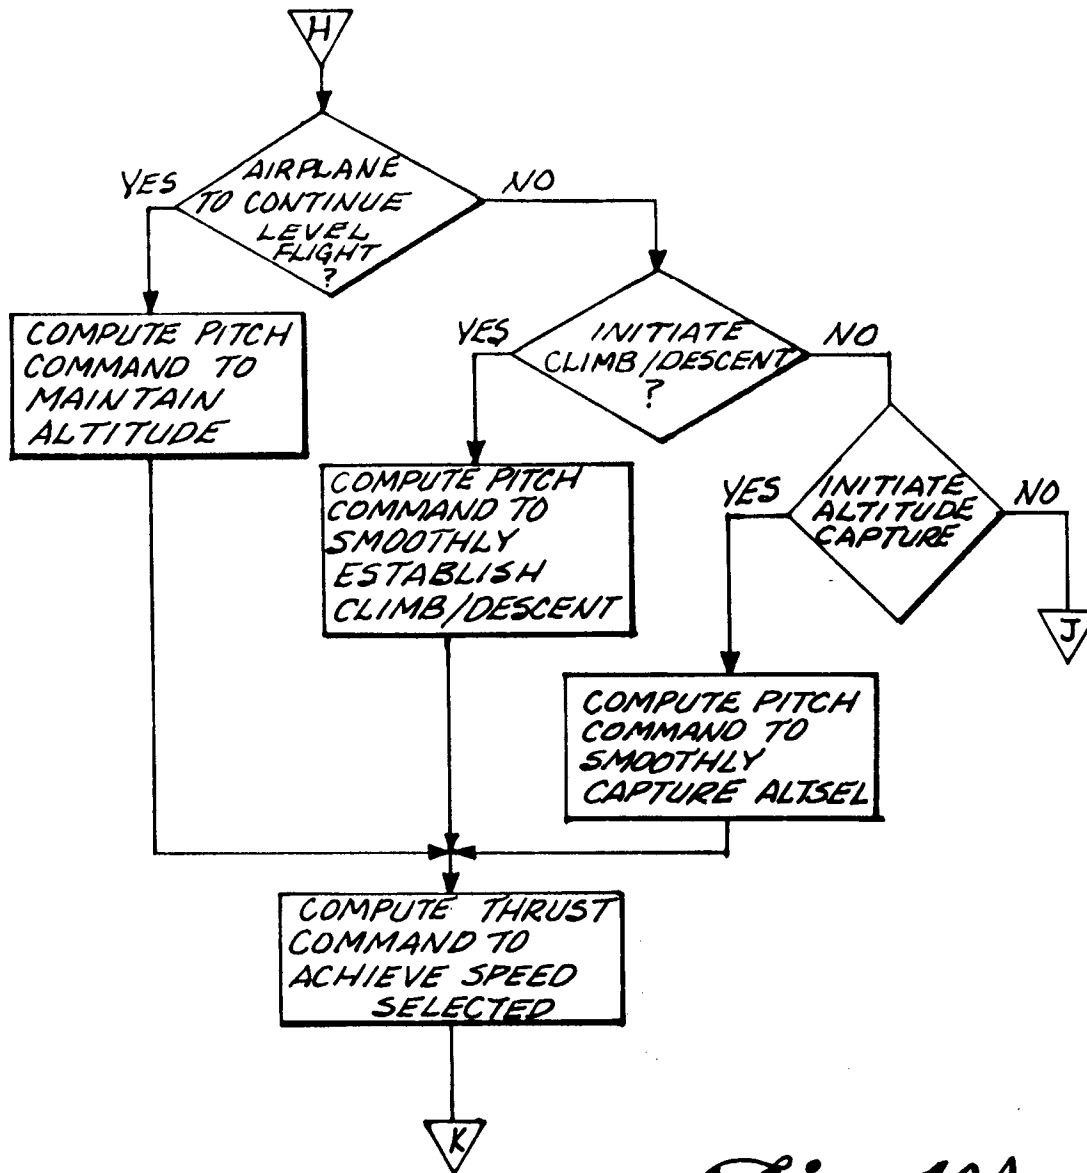 H
AIRPLANE
TO CONTINUE
LEVEL
FLIGHT
?
YES
NO
COMPUTE PITCH
COMMAND TO
MAINTAIN
ALTITUDE
INITIATE
CLIMB/DESCENT
?
YES
NO
COMPUTE PITCH
COMMAND TO
SMOOTHLY
ESTABLISH
CLIMB/DESCENT
INITIATE
ALTITUDE
CAPTURE
YES
NO
J
COMPUTE PITCH
COMMAND TO
SMOOTHLY
CAPTURE ALTSEL
COMPUTE THRUST
COMMAND TO
ACHIEVE SPEED
SELECTED
K